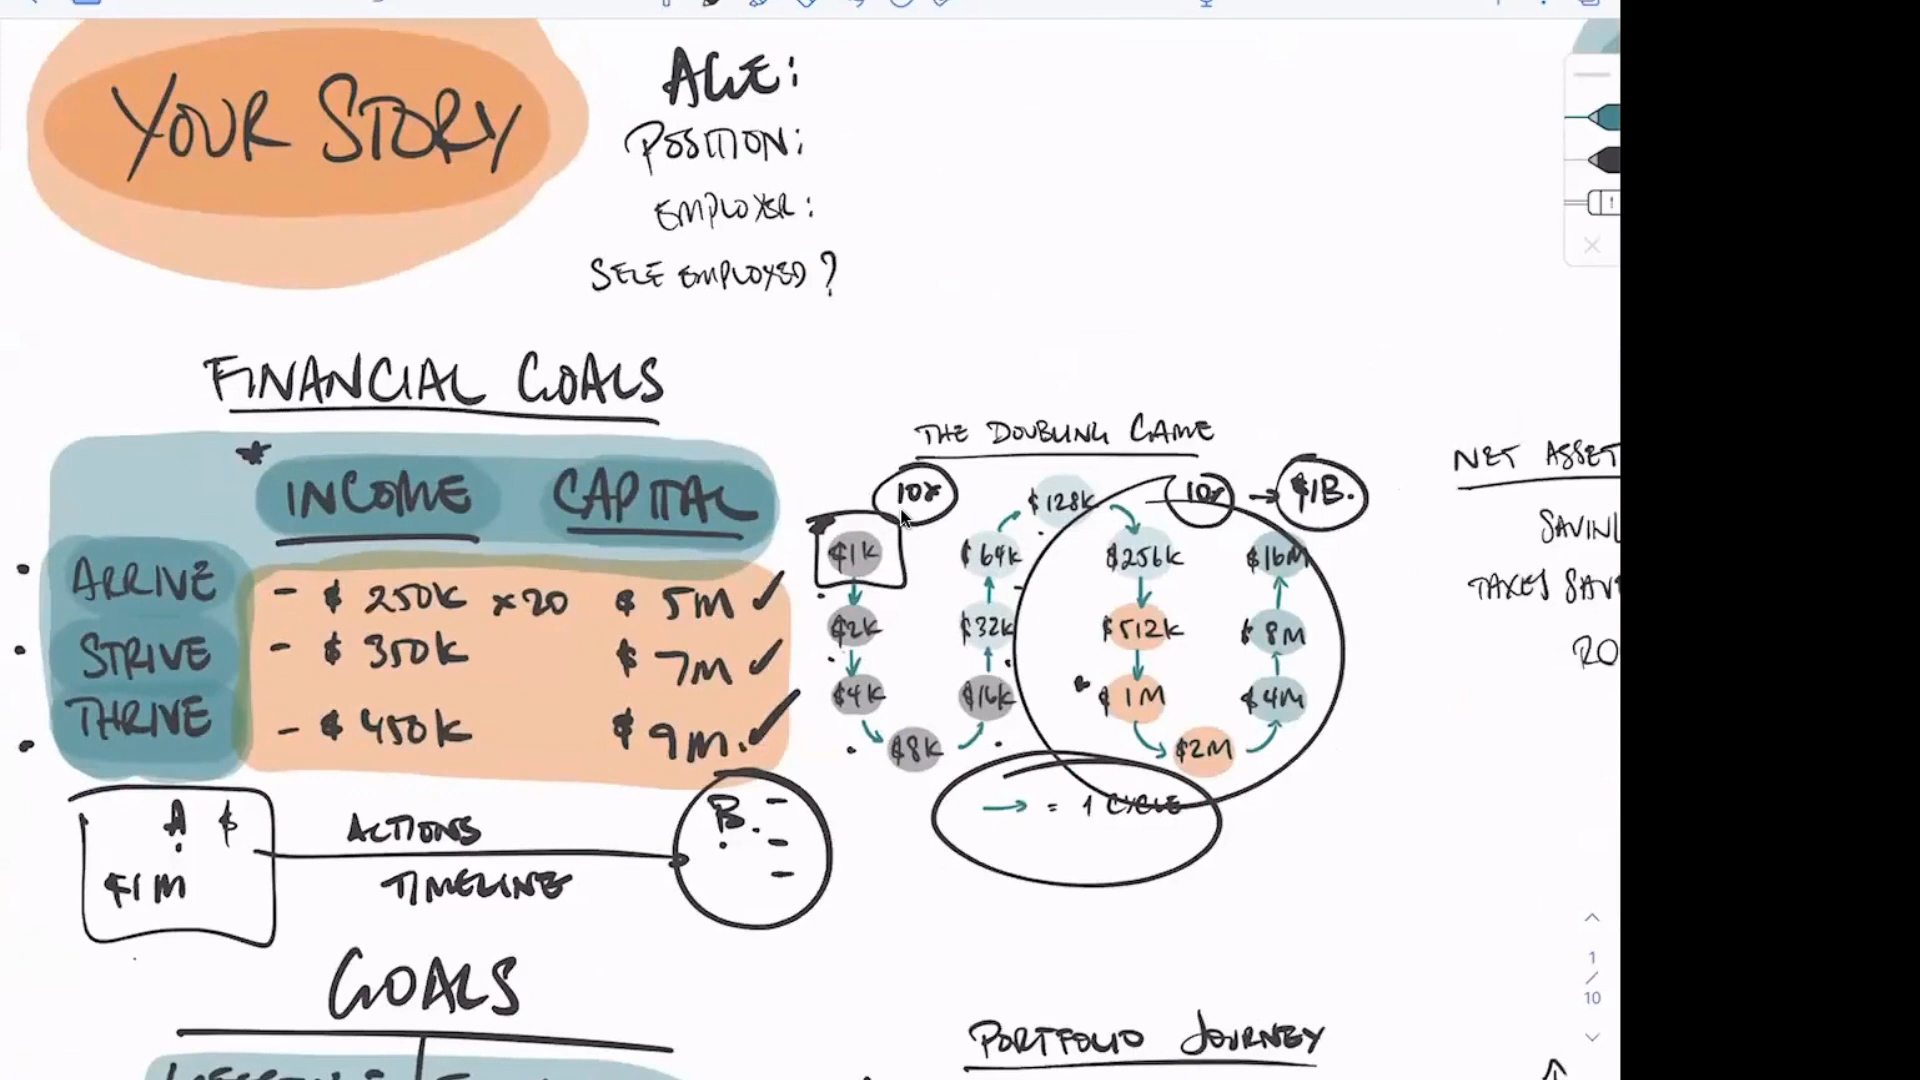 YOUR STORY
AGE:
POSITION:
EMPLOYER:
SELF EMPLOYED?
FINANCIAL GOALS
INCOME CAPITAL
ARRIVE - $250K x20 $5M ✓
STRIVE - $350K $7M ✓
THRIVE - $450K $9M. ✓
A $
$1M
ACTIONS
TIMELINE
B.
THE DOUBLING GAME
10x
10x → $1B.
$1K
$2K
$4K
$8K
$16K
$32K
$64K
$128K
$256K
$512K
$1M
$2M
$4M
$8M
$16M
→ = 1 CYCLE
NET ASSET
SAVIN
TAXES SAV
RO
GOALS
PORTFOLIO JOURNEY
1
/
10